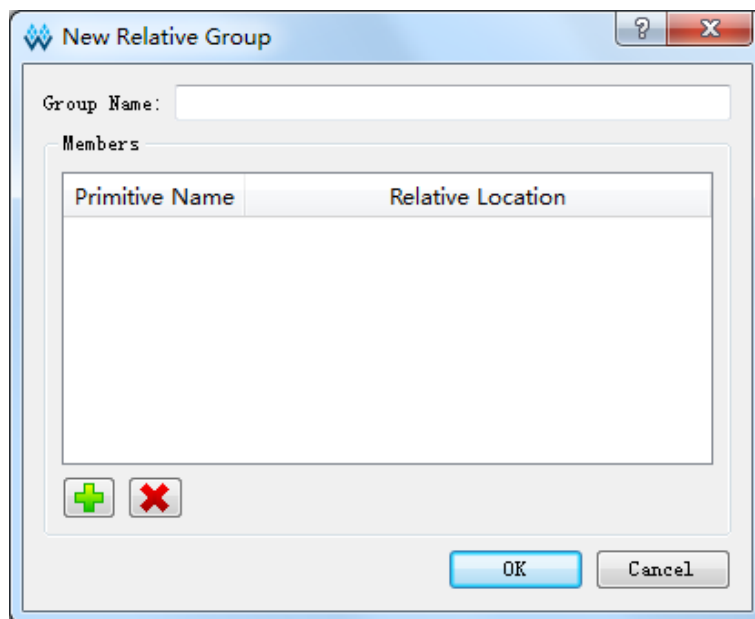 New Relative Group
?
X
Group Name:
Members
Primitive Name Relative Location
OK Cancel